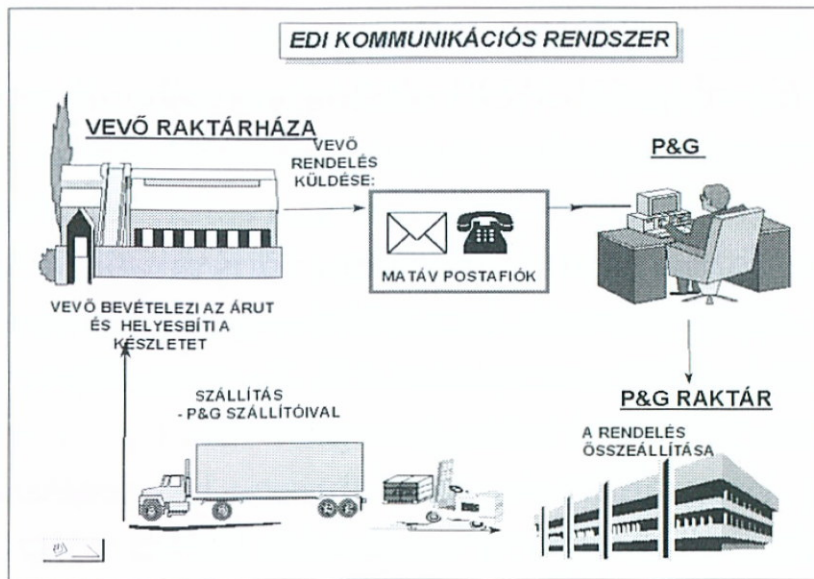 EDI KOMMUNIKÁCIÓS RENDSZER
VEVŐ RAKTÁRHÁZA
VEVŐ
RENDELÉS
KÜLDÉSE:
P&G
MATÁV POSTAFIÓK
VEVŐ BEVÉTELEZI AZ ÁRUT
ÉS HELYESBÍTI A
KÉSZLETET
SZÁLLÍTÁS
- P&G SZÁLLÍTÓIVAL
P&G RAKTÁR
A RENDELÉS
ÖSSZEÁLLÍTÁSA